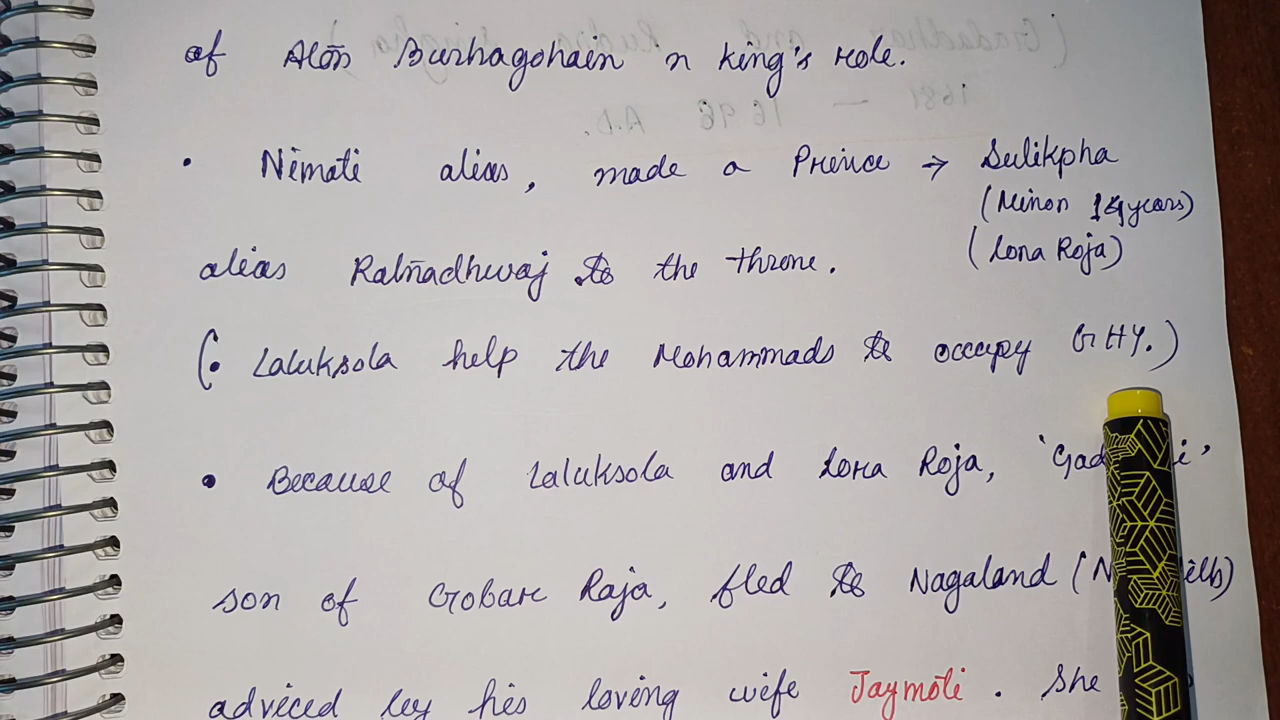 of Alān Burhagohain n king's role.
• Nimati alias, made a Prince → Sulikpha
(Minor 14 years)
alias Ratnadhwaj to the throne. (Lora Roja)
(• Laluksola help the Mohammads to occupy GHY.)
• Because of Laluksola and Lora Roja,
son of Gobar Raja, fled to Nagaland
adviced by his loving wife Jaymoti. She